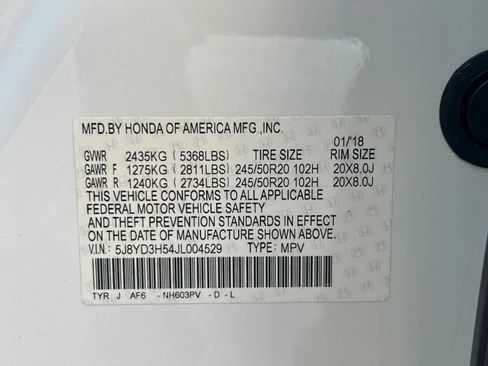 MFD.BY HONDA OF AMERICA MFG.,INC.
01/'18
GVWR 2435KG ( 5368LBS) TIRE SIZE RIM SIZE
GAWR F 1275KG ( 2811LBS) 245/50R20 102H 20X8.0J
GAWR R 1240KG ( 2734LBS) 245/50R20 102H 20X8.0J
THIS VEHICLE CONFORMS TO ALL APPLICABLE
FEDERAL MOTOR VEHICLE SAFETY
AND THEFT PREVENTION STANDARDS IN EFFECT
ON THE DATE OF MANUFACTURE SHOWN ABOVE.
V.I.N.: 5J8YD3H54JL004529 TYPE: MPV
TYR J AF6 - NH603PV - D - L